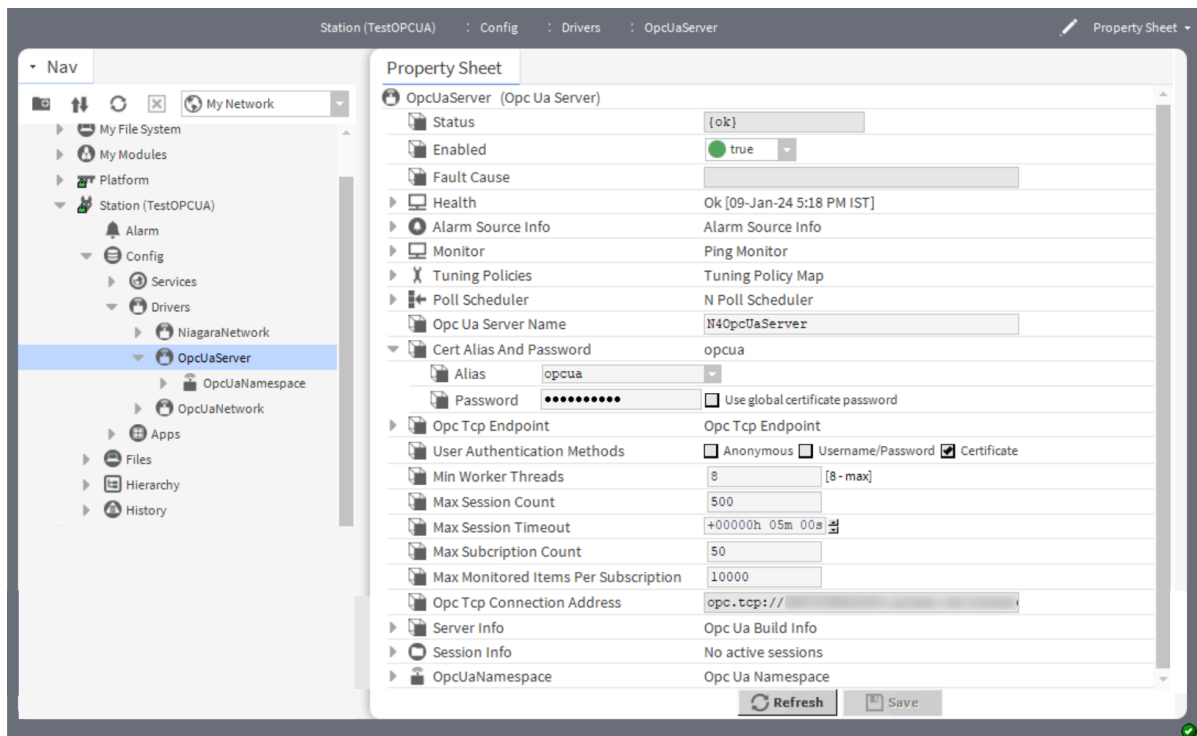 Station (TestOPCUA) : Config : Drivers : OpcUaServer Property Sheet
Nav
My Network
My File System
My Modules
Platform
Station (TestOPCUA)
Alarm
Config
Services
Drivers
NiagaraNetwork
OpcUaServer
OpcUaNamespace
OpcUaNetwork
Apps
Files
Hierarchy
History
Property Sheet
OpcUaServer (Opc Ua Server)
Status {ok}
Enabled true
Fault Cause
Health Ok [09-Jan-24 5:18 PM IST]
Alarm Source Info Alarm Source Info
Monitor Ping Monitor
Tuning Policies Tuning Policy Map
Poll Scheduler N Poll Scheduler
Opc Ua Server Name N4OpcUaServer
Cert Alias And Password opcua
Alias opcua
Password •••••••••• Use global certificate password
Opc Tcp Endpoint Opc Tcp Endpoint
User Authentication Methods Anonymous Username/Password Certificate
Min Worker Threads 8 [8 - max]
Max Session Count 500
Max Session Timeout +00000h 05m 00s
Max Subcription Count 50
Max Monitored Items Per Subscription 10000
Opc Tcp Connection Address opc.tcp://
Server Info Opc Ua Build Info
Session Info No active sessions
OpcUaNamespace Opc Ua Namespace
Refresh Save